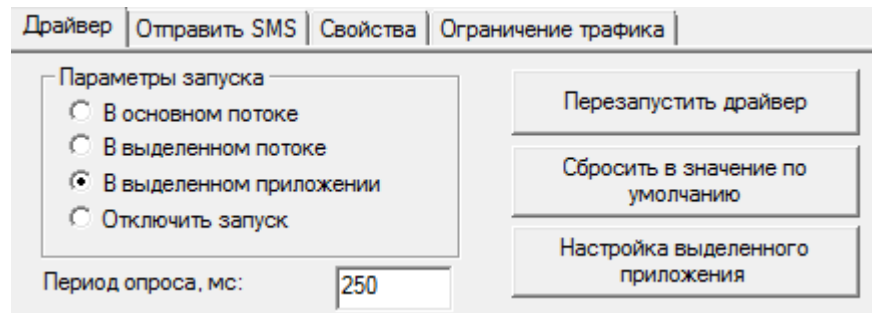 Драйвер Отправить SMS Свойства Ограничение трафика
Параметры запуска
В основном потоке
В выделенном потоке
В выделенном приложении
Отключить запуск
Период опроса, мс: 250
Перезапустить драйвер
Сбросить в значение по
умолчанию
Настройка выделенного
приложения